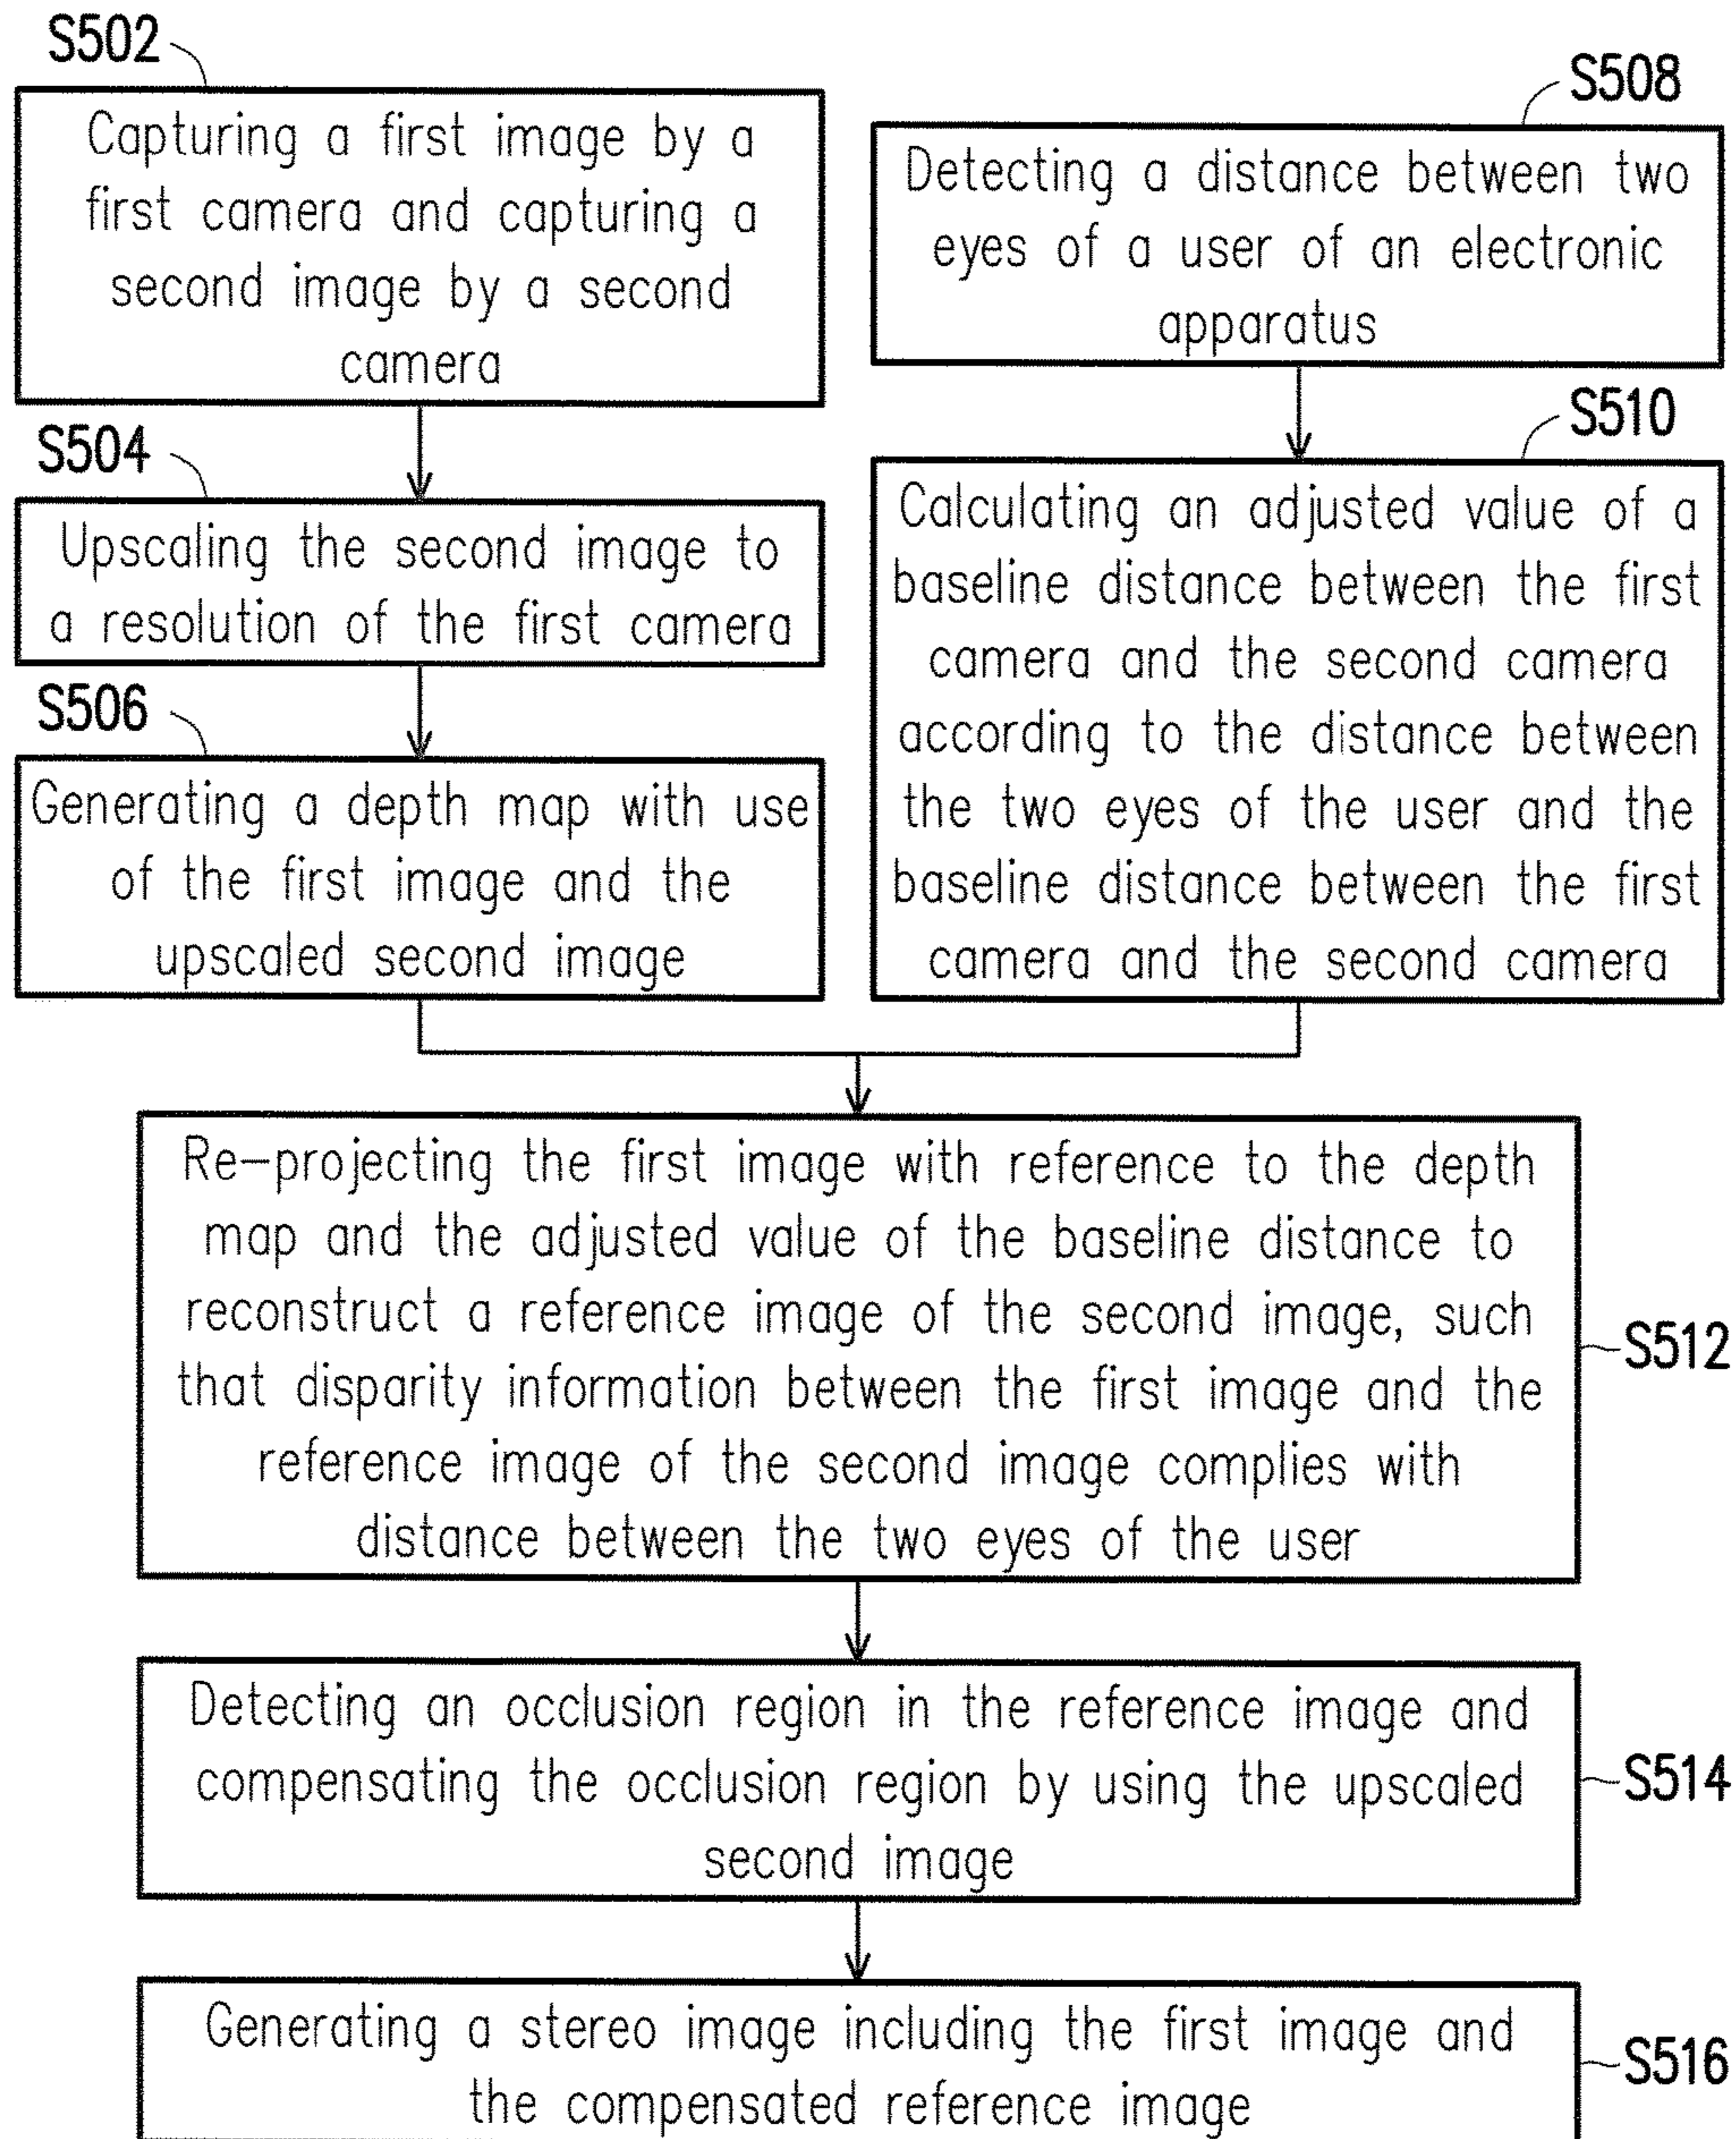 S502
Capturing a first image by a
first camera and capturing a
second image by a second
camera
S504
Upscaling the second image to
a resolution of the first camera
S506
Generating a depth map with use
of the first image and the
upscaled second image
S508
Detecting a distance between two
eyes of a user of an electronic
apparatus
S510
Calculating an adjusted value of a
baseline distance between the first
camera and the second camera
according to the distance between
the two eyes of the user and the
baseline distance between the first
camera and the second camera
Re-projecting the first image with reference to the depth
map and the adjusted value of the baseline distance to
reconstruct a reference image of the second image, such
that disparity information between the first image and the
reference image of the second image complies with
distance between the two eyes of the user
S512
Detecting an occlusion region in the reference image and
compensating the occlusion region by using the upscaled
second image
S514
Generating a stereo image including the first image and
the compensated reference image
S516